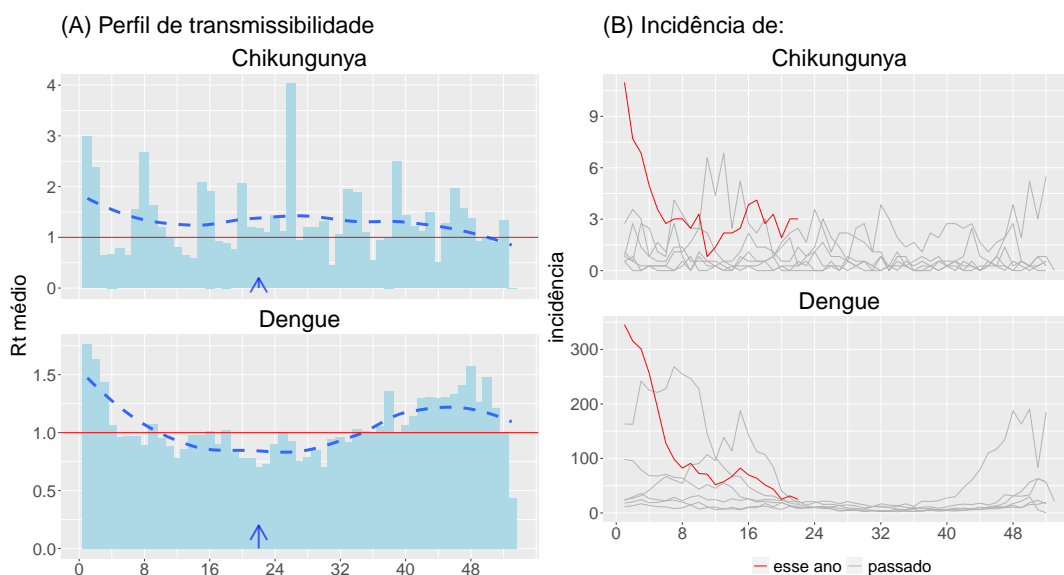 (A) Perfil de transmissibilidade
Chikungunya
4
3
2
1
0
Dengue
1.5
1.0
0.5
0.0
0 8 16 24 32 40 48
Rt médio
(B) Incidência de:
Chikungunya
9
6
3
0
Dengue
300
200
100
0
0 8 16 24 32 40 48
incidência
esse ano passado